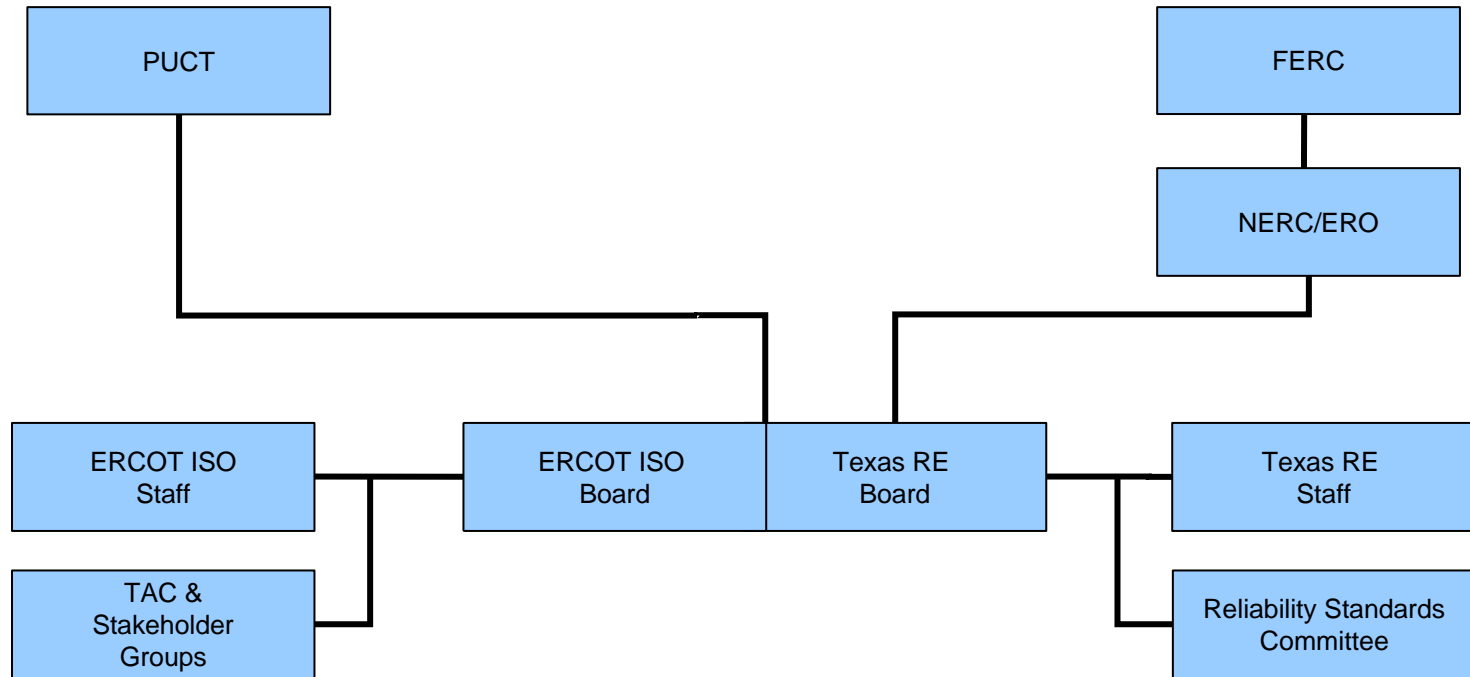 PUCT
FERC
NERC/ERO
ERCOT ISO
Staff
ERCOT ISO
Board
Texas RE
Board
Texas RE
Staff
TAC &
Stakeholder
Groups
Reliability Standards
Committee